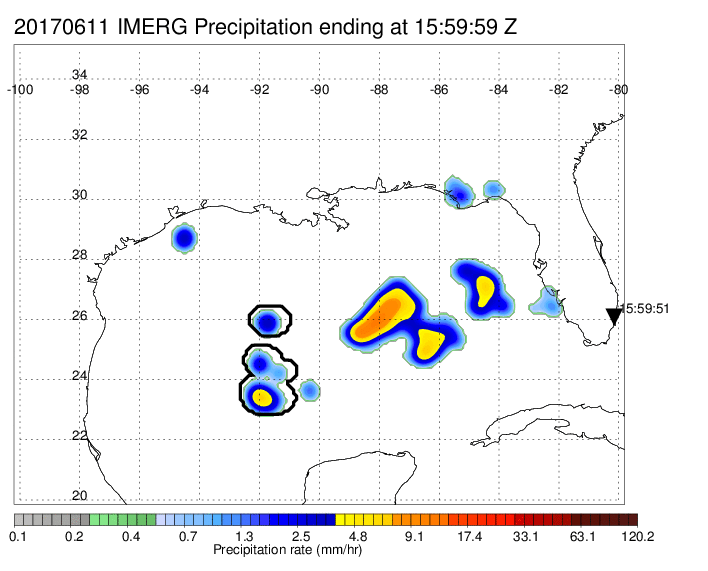 20170611 IMERG Precipitation ending at 15:59:59 Z
34
-100 -98 -96 -94 -92 -90 -88 -86 -84 -82 -80
32
30
28
26
15:59:51
24
22
20
0.1 0.2 0.4 0.7 1.3 2.5 4.8 9.1 17.4 33.1 63.1 120.2
Precipitation rate (mm/hr)